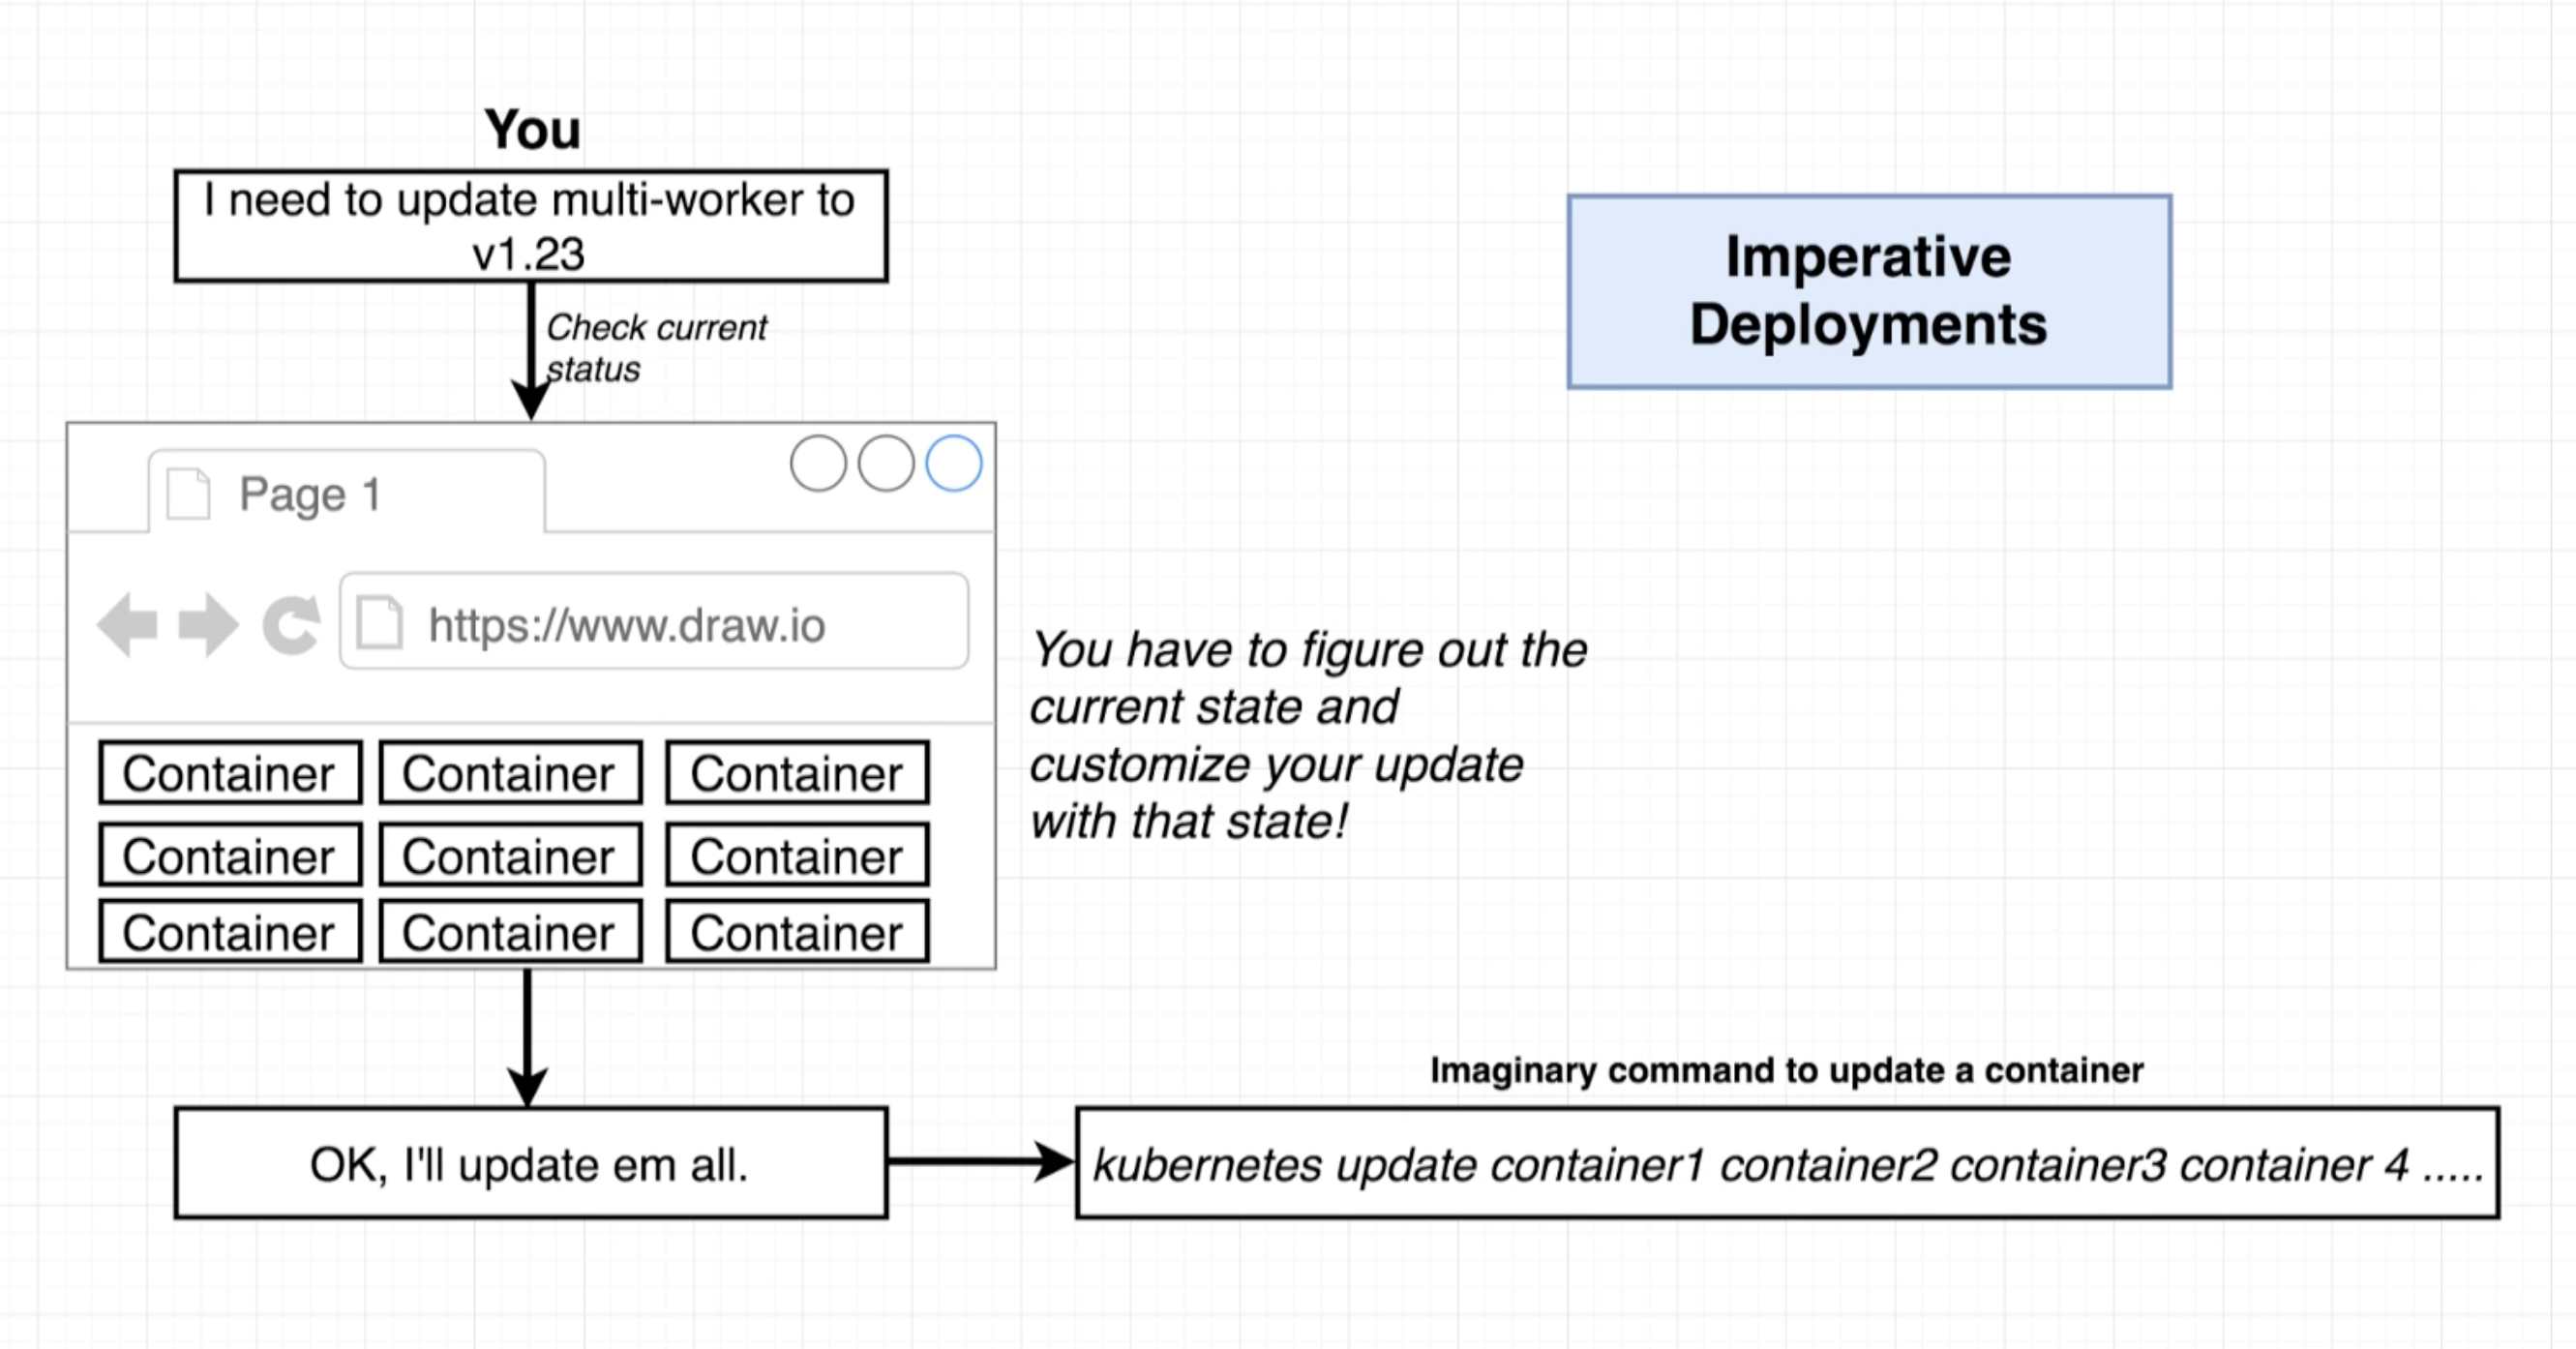 You
I need to update multi-worker to
v1.23
Imperative
Deployments
Check current
status
Page 1
https://www.draw.io
You have to figure out the
current state and
customize your update
with that state!
Container Container Container
Container Container Container
Container Container Container
Imaginary command to update a container
OK, I'll update em all.
kubernetes update container1 container2 container3 container 4 .....